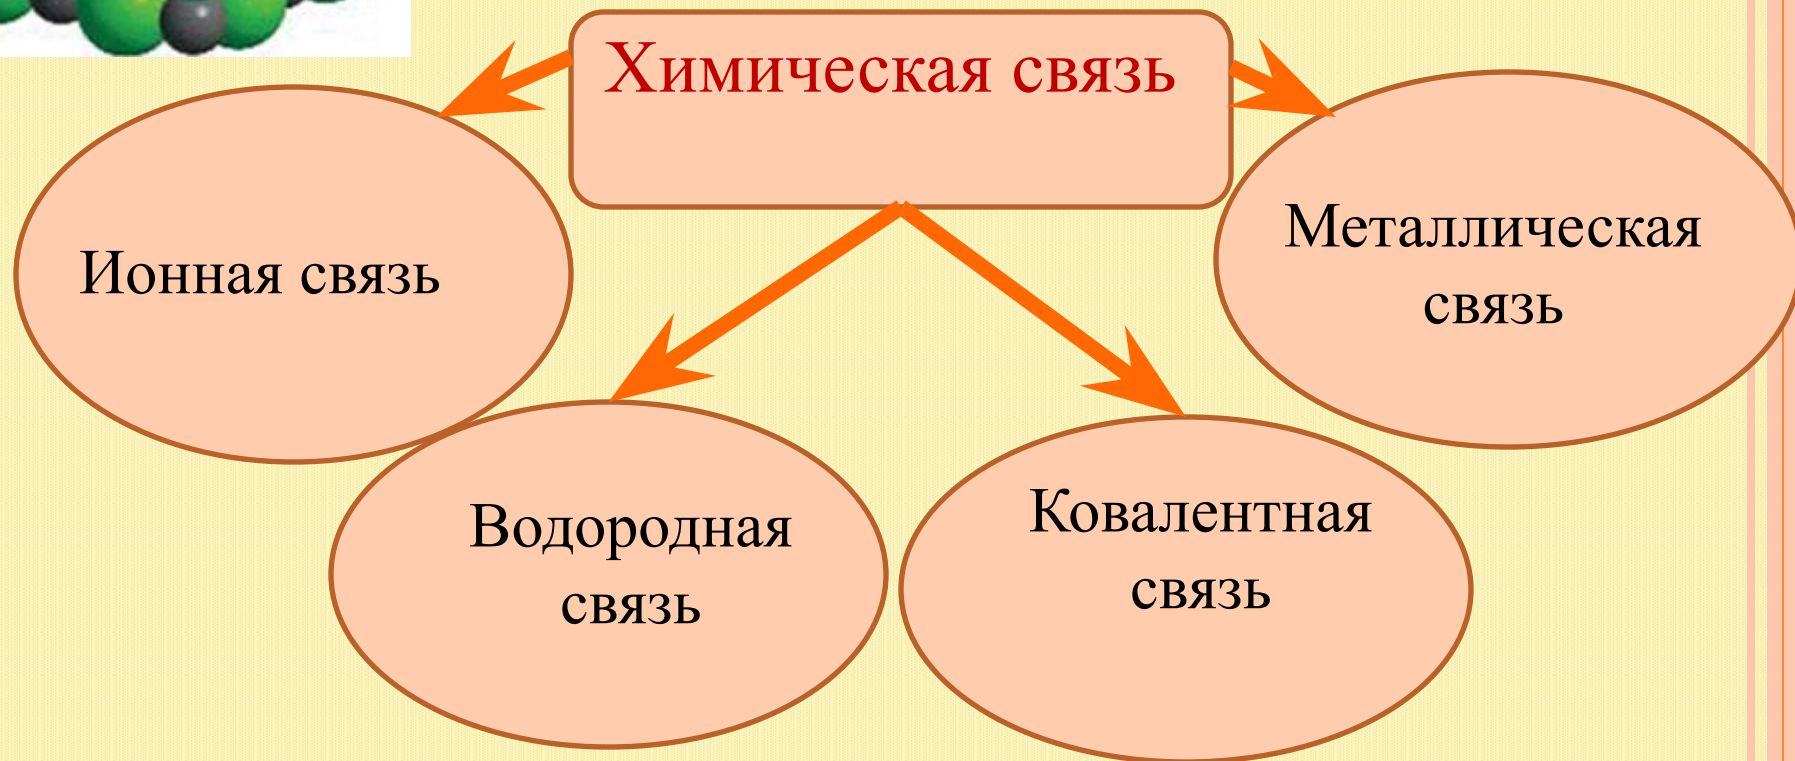 Химическая связь
Ионная связь
Металлическая
связь
Водородная
связь
Ковалентная
связь